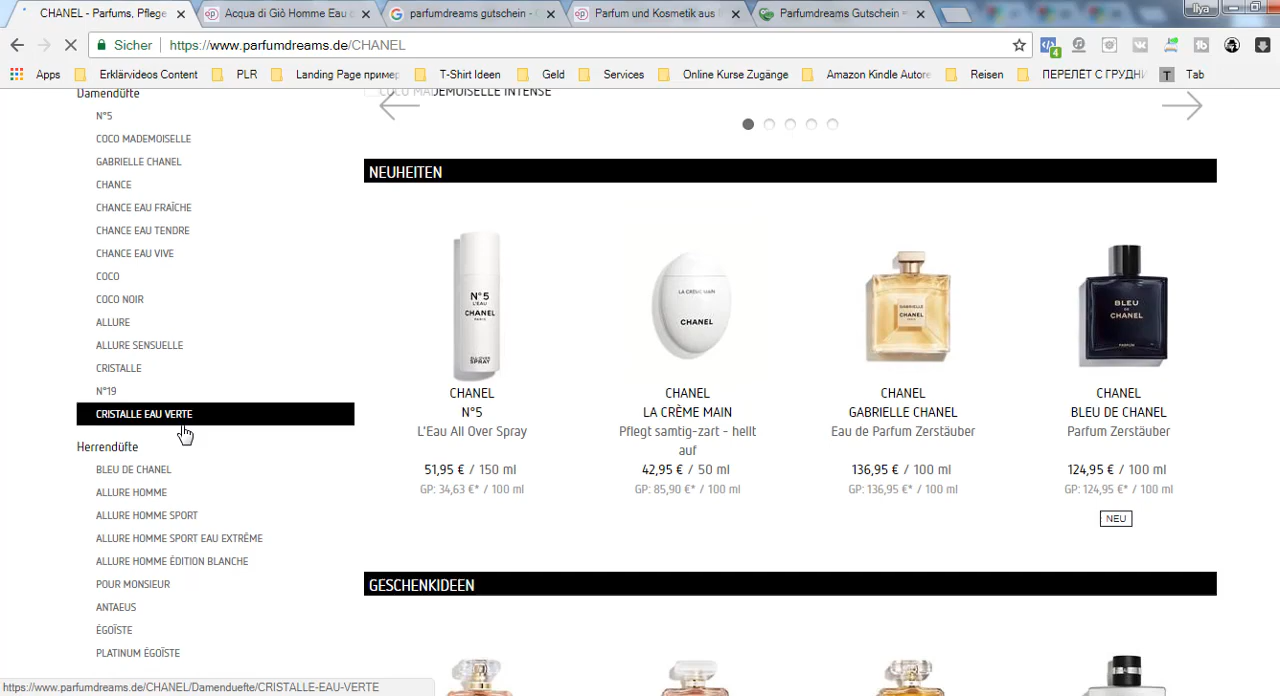 CHANEL - Parfums, Pflege
Acqua di Giò Homme Eau
parfumdreams gutschein -
Parfum und Kosmetik aus
Parfumdreams Gutschein =
Ilya
Sicher
https://www.parfumdreams.de/CHANEL
4
Apps
Erklärvideos Content
PLR
Landing Page пример
T-Shirt Ideen
Geld
Services
Online Kurse Zugänge
Amazon Kindle Autore
Reisen
ПЕРЕЛЁТ С ГРУДНИ
T
Tab
Damendüfte
N°5
COCO MADEMOISELLE
GABRIELLE CHANEL
CHANCE
CHANCE EAU FRAÎCHE
CHANCE EAU TENDRE
CHANCE EAU VIVE
COCO
COCO NOIR
ALLURE
ALLURE SENSUELLE
CRISTALLE
N°19
CRISTALLE EAU VERTE
Herrendüfte
BLEU DE CHANEL
ALLURE HOMME
ALLURE HOMME SPORT
ALLURE HOMME SPORT EAU EXTRÊME
ALLURE HOMME ÉDITION BLANCHE
POUR MONSIEUR
ANTAEUS
ÉGOÏSTE
PLATINUM ÉGOÏSTE
COCO MADEMOISELLE INTENSE
NEUHEITEN
N°5
L'EAU
CHANEL
PARIS
ALL OVER
SPRAY
LA CRÈME MAIN
CHANEL
GABRIELLE
CHANEL
PARIS
BLEU
DE
CHANEL
PARFUM
CHANEL
N°5
L'Eau All Over Spray
51,95 € / 150 ml
GP: 34,63 €* / 100 ml
CHANEL
LA CRÈME MAIN
Pflegt samtig-zart - hellt
auf
42,95 € / 50 ml
GP: 85,90 €* / 100 ml
CHANEL
GABRIELLE CHANEL
Eau de Parfum Zerstäuber
136,95 € / 100 ml
GP: 136,95 €* / 100 ml
CHANEL
BLEU DE CHANEL
Parfum Zerstäuber
124,95 € / 100 ml
GP: 124,95 €* / 100 ml
NEU
GESCHENKIDEEN
https://www.parfumdreams.de/CHANEL/Damenduefte/CRISTALLE-EAU-VERTE